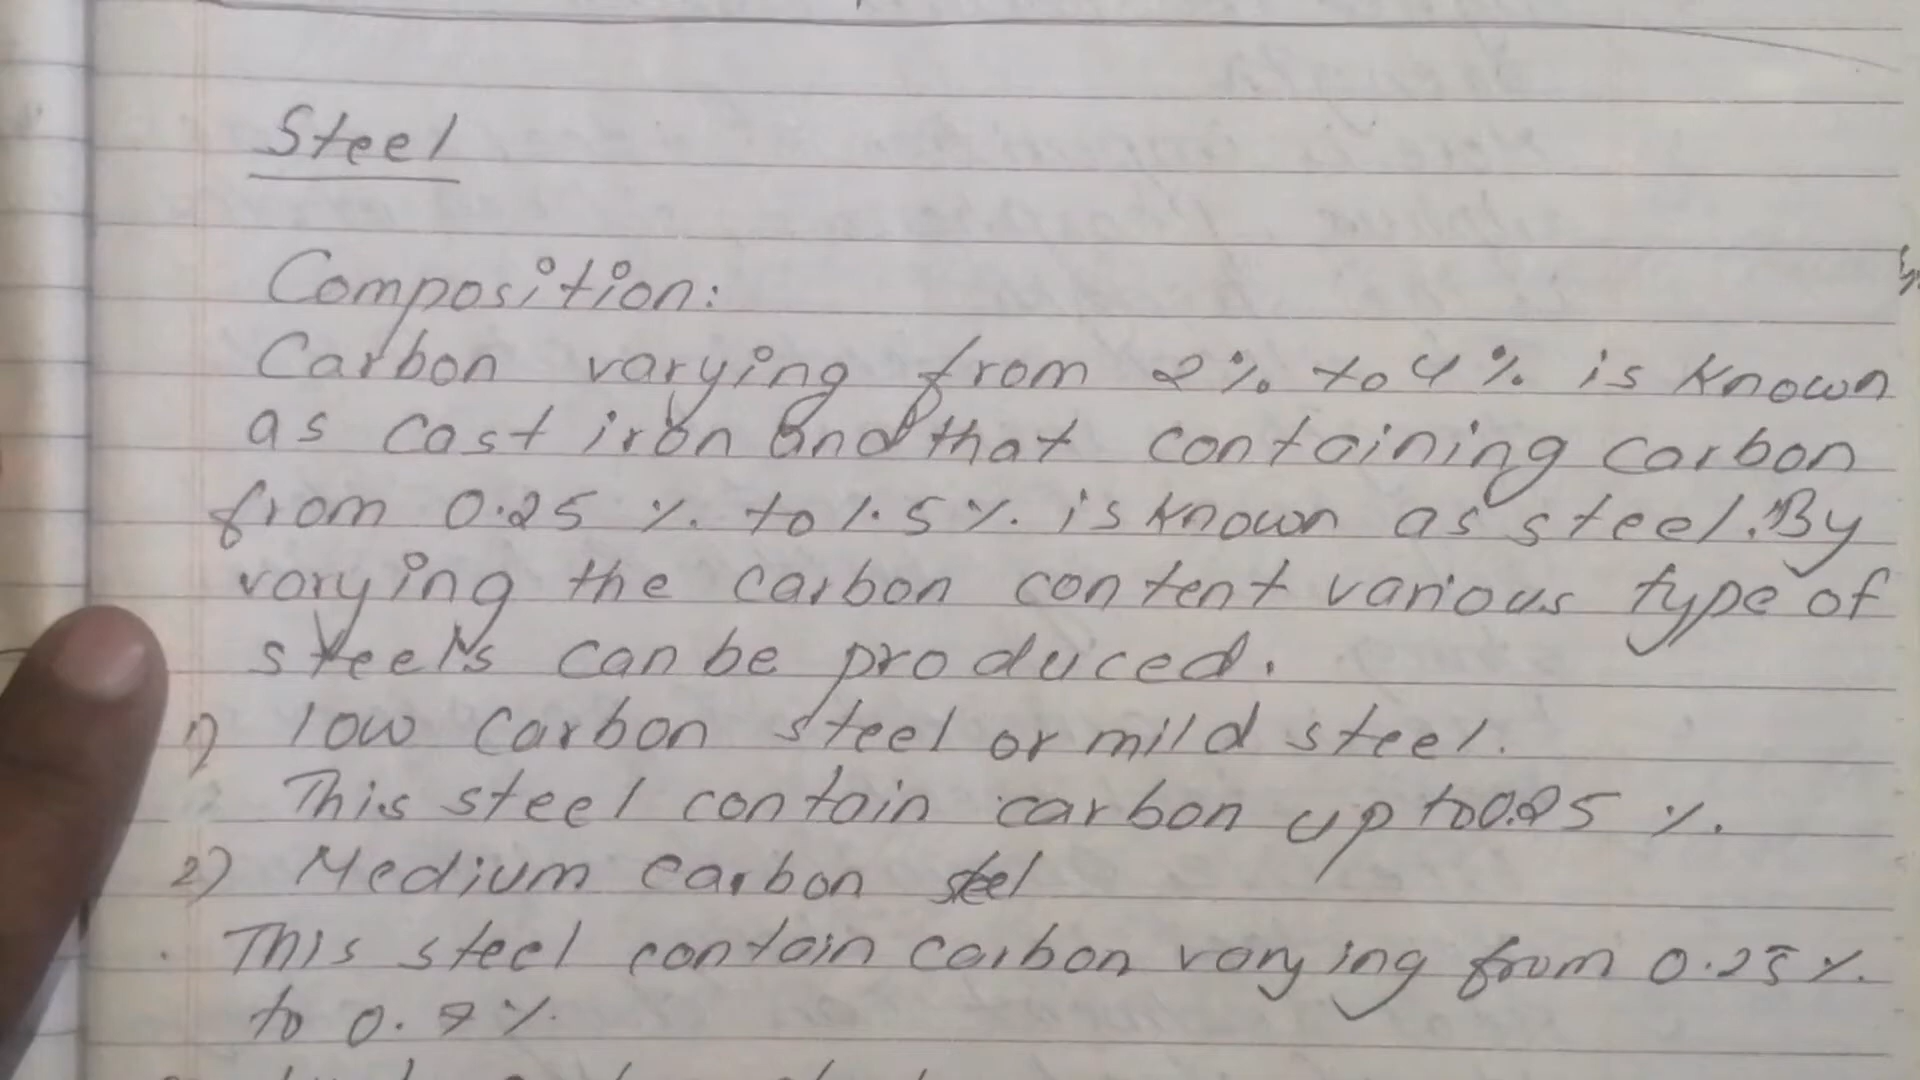 Steel
Composition:
Carbon varying from 2% to 4% is known
as cast iron and that containing carbon
from 0.25 % to 1.5% is known as steel. By
varying the carbon content various type of
steels can be produced.
1) low carbon steel or mild steel.
This steel contain carbon up to 0.25 %.
2) Medium carbon steel
This steel contain carbon varying from 0.25%
to 0.7%